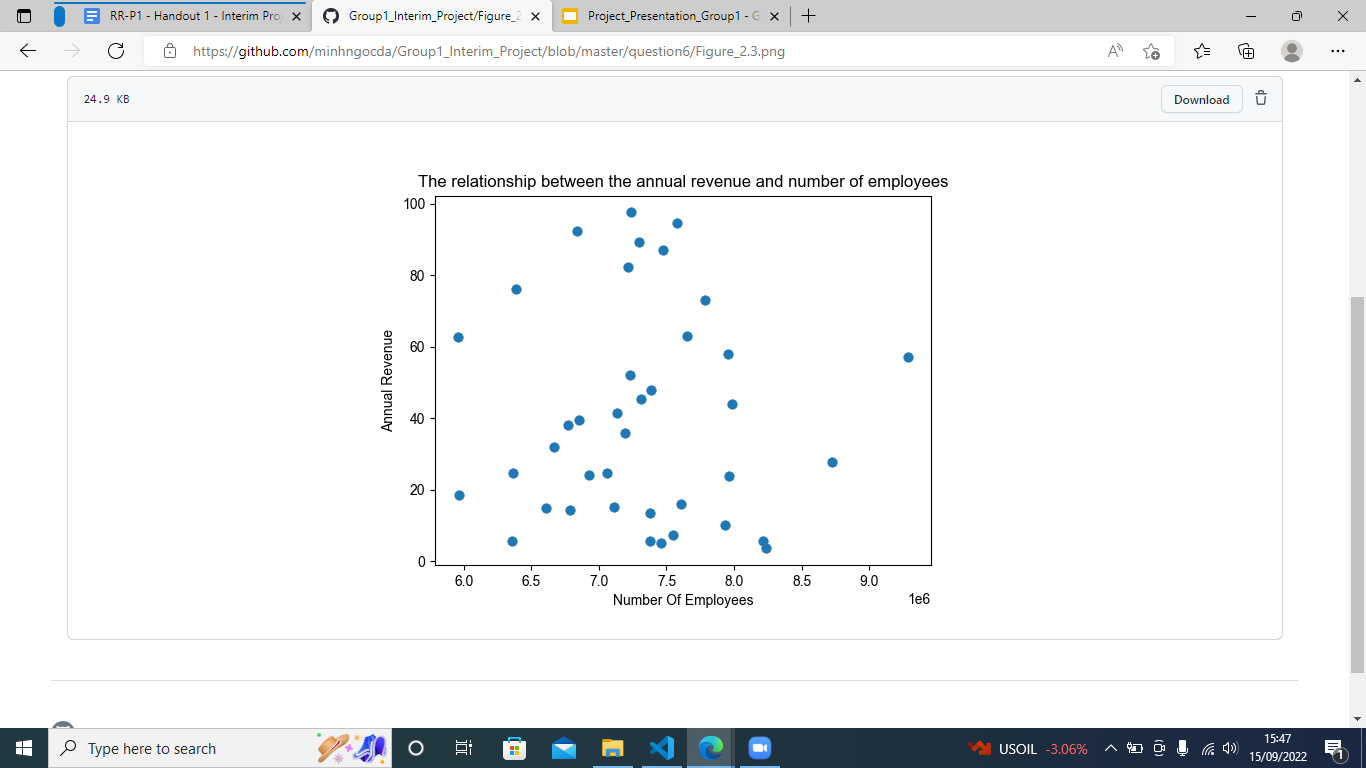 RR-P1 - Handout 1 - Interim Proj
Group1_Interim_Project/Figure_2
Project_Presentation_Group1 - G
https://github.com/minhngocda/Group1_Interim_Project/blob/master/question6/Figure_2.3.png
24.9 KB
Download
The relationship between the annual revenue and number of employees
100
80
60
40
20
0
Annual Revenue
6.0 6.5 7.0 7.5 8.0 8.5 9.0
Number Of Employees
1e6
Type here to search
USOIL -3.06%
15:47
15/09/2022
1